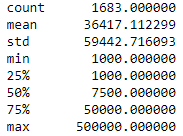 count 1683.000000
mean 36417.112299
std 59442.716093
min 1000.000000
25% 1000.000000
50% 7500.000000
75% 50000.000000
max 500000.000000